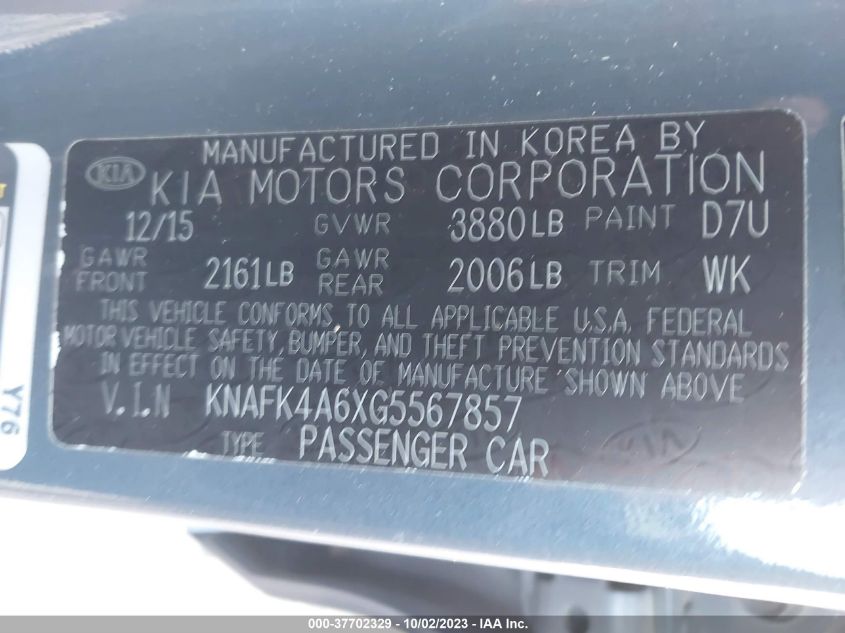 MANUFACTURED IN KOREA BY
KIA KIA MOTORS CORPORATION
12/15 GVWR 3880LB PAINT D7U
GAWR FRONT 2161LB GAWR REAR 2006LB TRIM WK
THIS VEHICLE CONFORMS TO ALL APPLICABLE U.S.A. FEDERAL
MOTOR VEHICLE SAFETY, BUMPER, AND THEFT PREVENTION STANDARDS
IN EFFECT ON THE DATE OF MANUFACTURE SHOWN ABOVE
V.I.N KNAFK4A6XG5567857
TYPE PASSENGER CAR
KIA
Y76
000-37702329 - 10/02/2023 - IAA Inc.